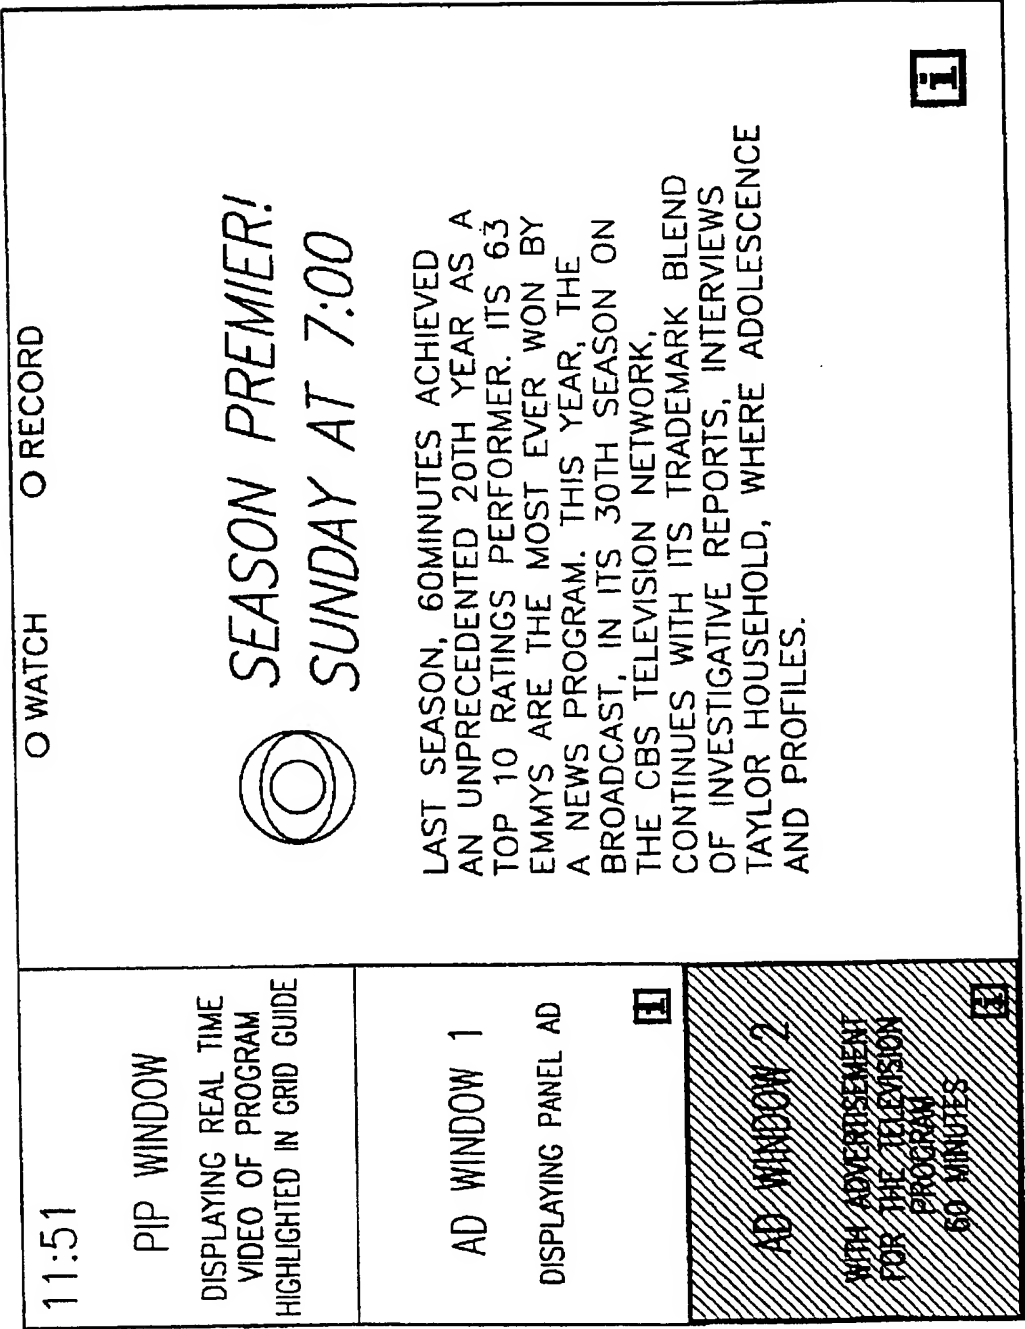 11:51
PIP WINDOW
DISPLAYING REAL TIME
VIDEO OF PROGRAM
HIGHLIGHTED IN GRID GUIDE
AD WINDOW 1
DISPLAYING PANEL AD
i
AD WINDOW 2
WITH ADVERTISEMENT
FOR THE TELEVISION
PROGRAM
60 MINUTES
i
O WATCH
O RECORD
SEASON PREMIER!
SUNDAY AT 7:00
LAST SEASON, 60MINUTES ACHIEVED
AN UNPRECEDENTED 20TH YEAR AS A
TOP 10 RATINGS PERFORMER. ITS 63
EMMYS ARE THE MOST EVER WON BY
A NEWS PROGRAM. THIS YEAR, THE
BROADCAST, IN ITS 30TH SEASON ON
THE CBS TELEVISION NETWORK,
CONTINUES WITH ITS TRADEMARK BLEND
OF INVESTIGATIVE REPORTS, INTERVIEWS
TAYLOR HOUSEHOLD, WHERE ADOLESCENCE
AND PROFILES.
i